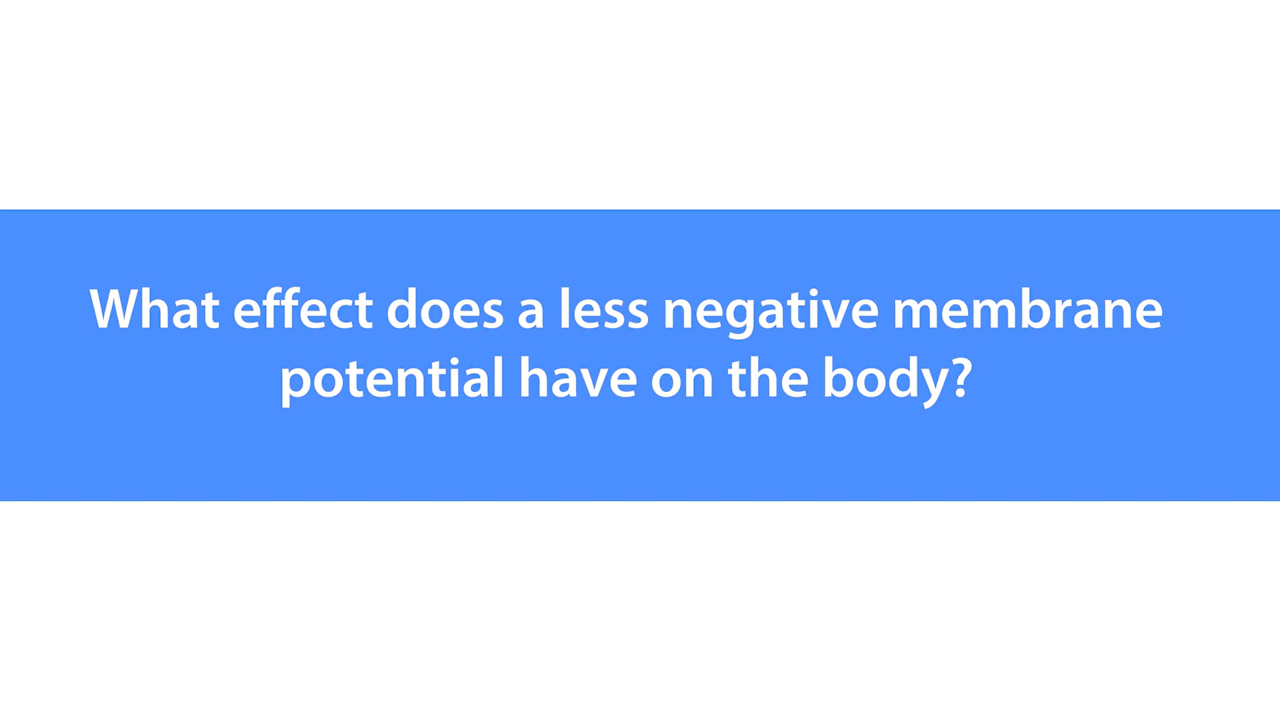 What effect does a less negative membrane
potential have on the body?